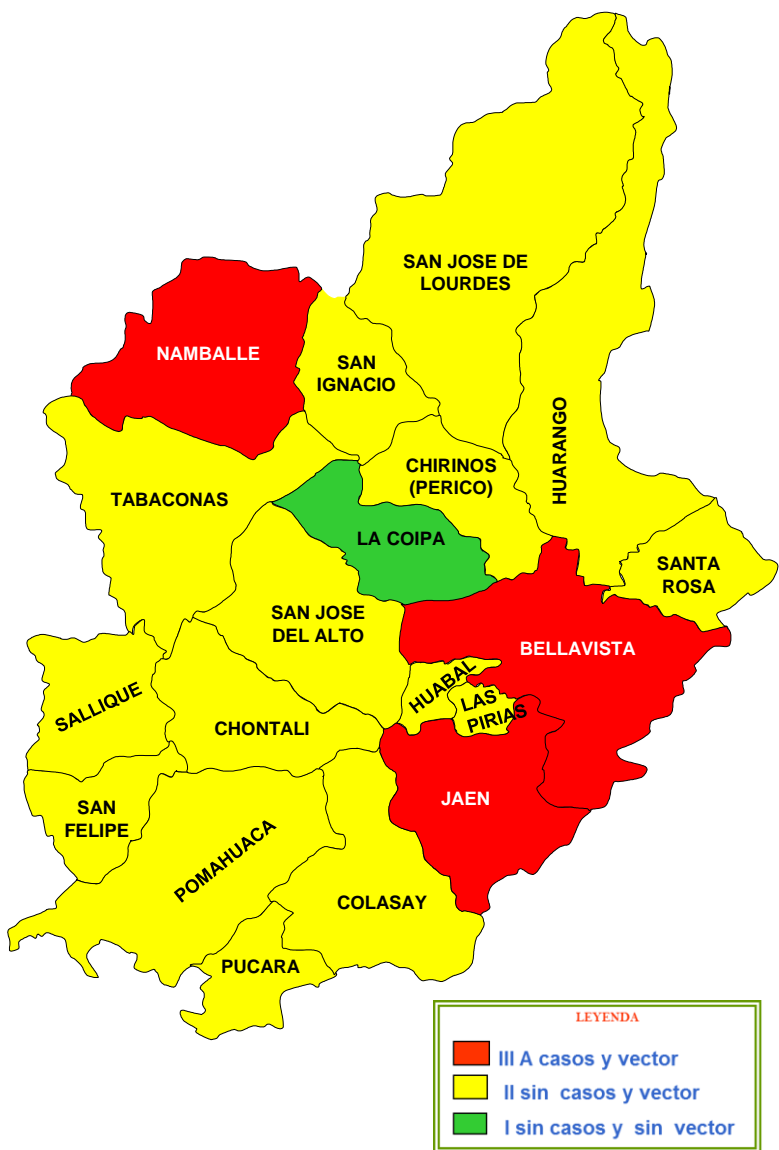 SAN JOSE DE
LOURDES
NAMBALLE
SAN
IGNACIO
HUARANGO
CHIRINOS
(PERICO)
TABACONAS
LA COIPA
SANTA
ROSA
SAN JOSE
DEL ALTO
BELLAVISTA
HUABAL
SALLIQUE
LAS
PIRIAS
CHONTALI
JAEN
SAN
FELIPE
POMAHUACA
COLASAY
PUCARA
LEYENDA
III A casos y vector
II sin casos y vector
I sin casos y sin vector